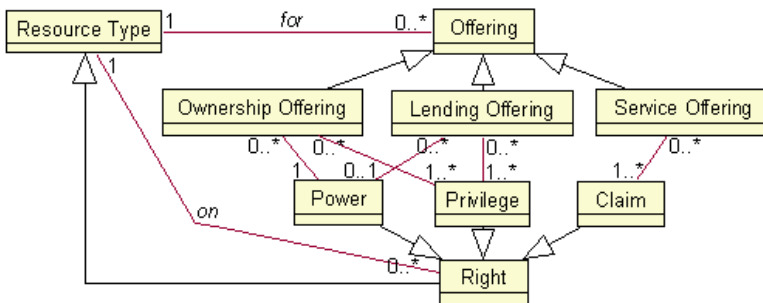 Resource Type
1
for
0..*
Offering
1
Ownership Offering
Lending Offering
Service Offering
0..*
0..*
0..*
0..*
0..*
1
0..1
1..*
1..*
1..*
Power
Privilege
Claim
on
0..*
Right